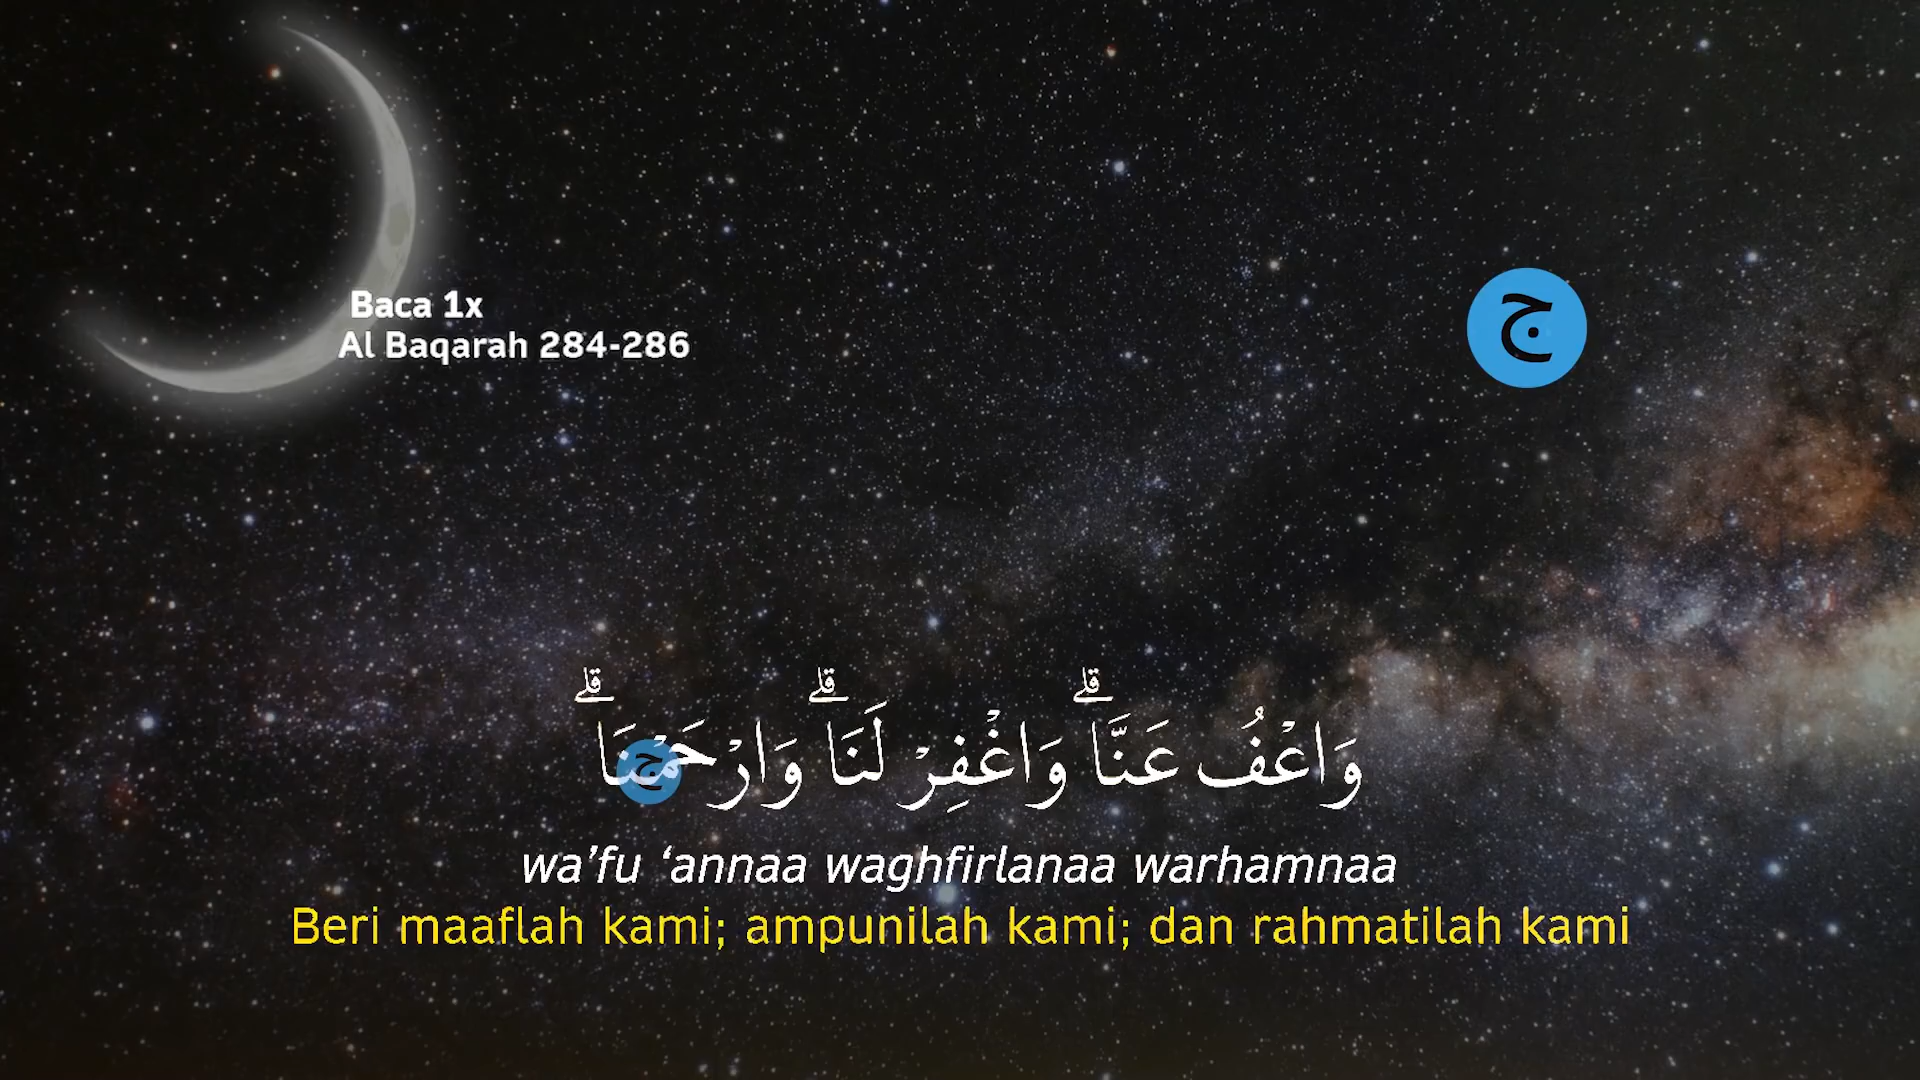 Baca 1x
Al Baqarah 284-286
ج
وَاعْفُ عَنَّاۗ وَاغْفِرْ لَنَاۗ وَارْحَمْنَاۗ
ج
wa’fu ‘annaa waghfirlanaa warhamnaa
Beri maaflah kami; ampunilah kami; dan rahmatilah kami